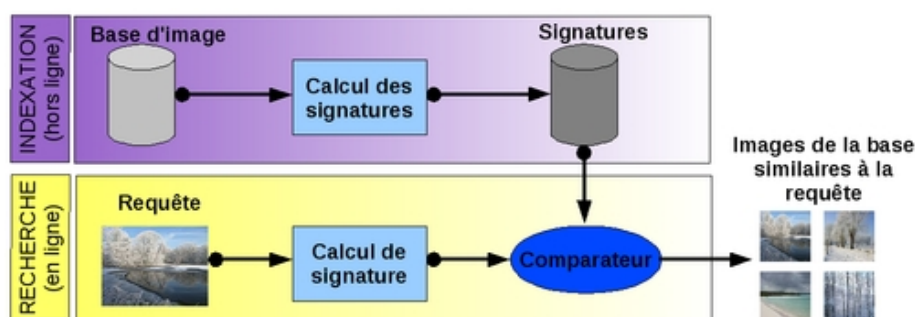 INDEXATION
(hors ligne)
Base d'image
Calcul des
signatures
Signatures
RECHERCHE
(en ligne)
Requête
Calcul de
signature
Comparateur
Images de la base
similaires à la
requête